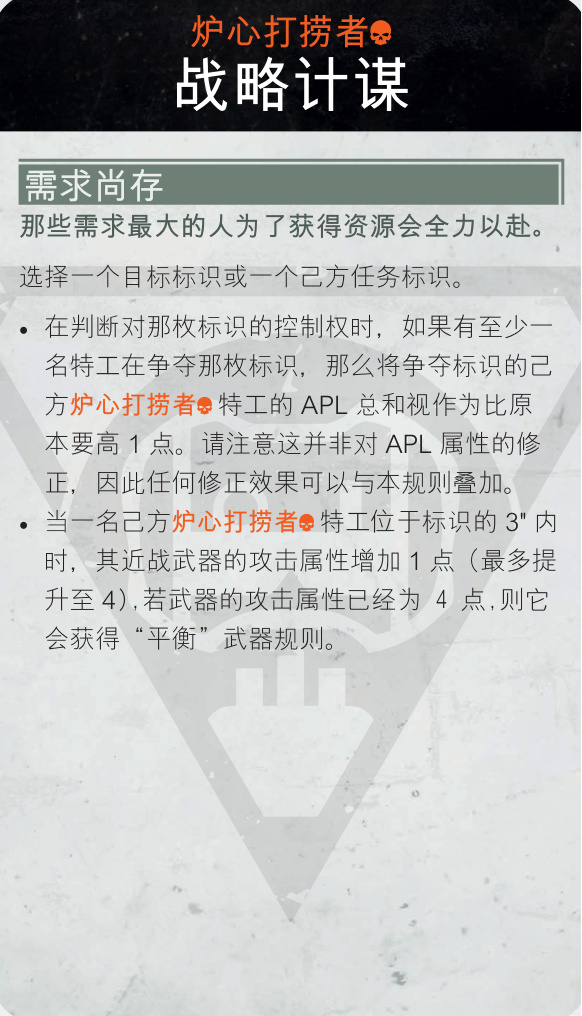 炉心打捞者
战略计谋
需求尚存
那些需求最大的人为了获得资源会全力以赴。
选择一个目标标识或一个己方任务标识。
• 在判断对那枚标识的控制权时，如果有至少一
名特工在争夺那枚标识，那么将争夺标识的己
方炉心打捞者特工的 APL 总和视作为比原
本要高 1 点。请注意这并非对 APL 属性的修
正，因此任何修正效果可以与本规则叠加。
• 当一名己方炉心打捞者特工位于标识的 3" 内
时，其近战武器的攻击属性增加 1 点（最多提
升至 4）,若武器的攻击属性已经为 4 点,则它
会获得“平衡”武器规则。